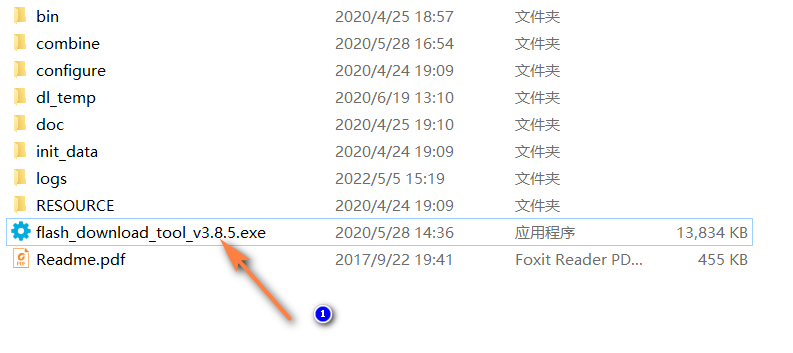 bin 2020/4/25 18:57 文件夹
combine 2020/5/28 16:54 文件夹
configure 2020/4/24 19:09 文件夹
dl_temp 2020/6/19 13:10 文件夹
doc 2020/4/25 19:10 文件夹
init_data 2020/4/24 19:09 文件夹
logs 2022/5/5 15:19 文件夹
RESOURCE 2020/4/24 19:09 文件夹
flash_download_tool_v3.8.5.exe 2020/5/28 14:36 应用程序 13,834 KB
Readme.pdf 2017/9/22 19:41 Foxit Reader PD... 455 KB
1